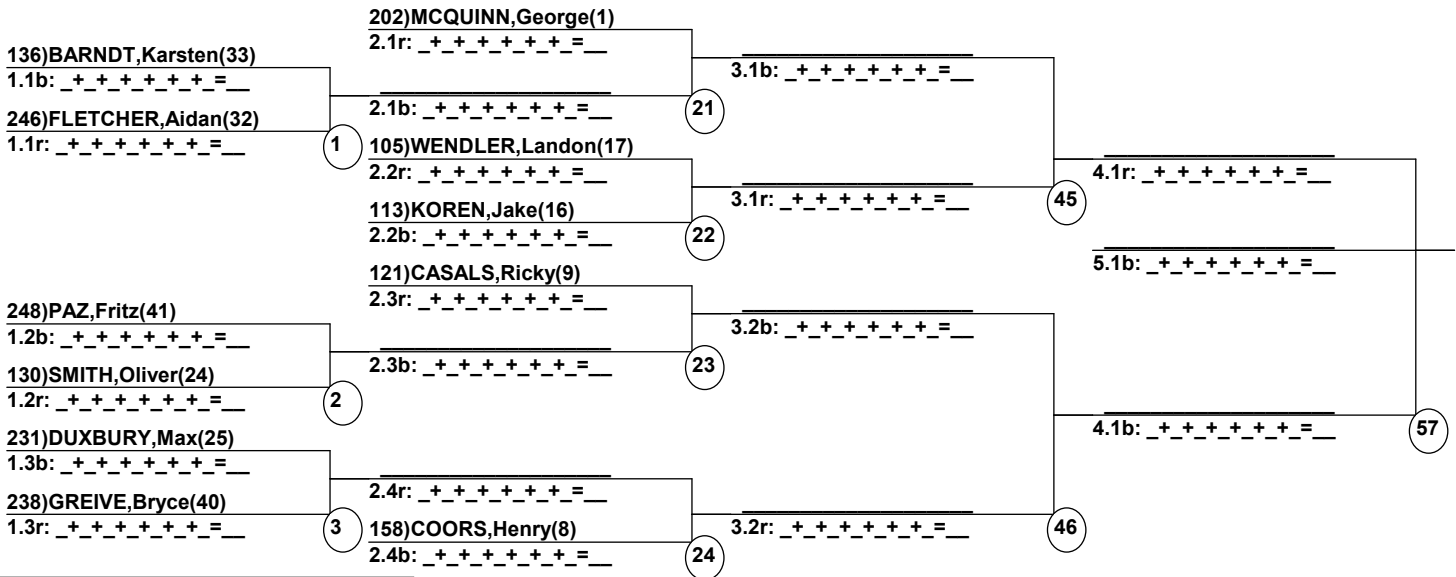 136)BARNDT,Karsten(33)
1.1b: _+_+_+_+_+_=__
246)FLETCHER,Aidan(32)
1.1r: _+_+_+_+_+_=__
1
248)PAZ,Fritz(41)
1.2b: _+_+_+_+_+_=__
130)SMITH,Oliver(24)
1.2r: _+_+_+_+_+_=__
2
231)DUXBURY,Max(25)
1.3b: _+_+_+_+_+_=__
238)GREIVE,Bryce(40)
1.3r: _+_+_+_+_+_=__
3
202)MCQUINN,George(1)
2.1r: _+_+_+_+_+_=__
2.1b: _+_+_+_+_+_=__
21
105)WENDLER,Landon(17)
2.2r: _+_+_+_+_+_=__
113)KOREN,Jake(16)
2.2b: _+_+_+_+_+_=__
22
121)CASALS,Ricky(9)
2.3r: _+_+_+_+_+_=__
2.3b: _+_+_+_+_+_=__
23
2.4r: _+_+_+_+_+_=__
158)COORS,Henry(8)
2.4b: _+_+_+_+_+_=__
24
3.1b: _+_+_+_+_+_=__
3.1r: _+_+_+_+_+_=__
45
3.2b: _+_+_+_+_+_=__
3.2r: _+_+_+_+_+_=__
46
4.1r: _+_+_+_+_+_=__
5.1b: _+_+_+_+_+_=__
4.1b: _+_+_+_+_+_=__
57